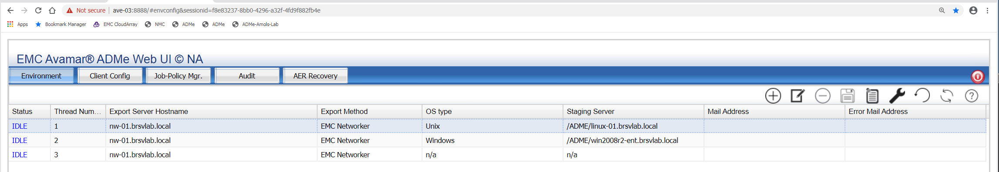 Not secure | ave-03:8888/#envconfig&sessionid=f8e83237-8bb0-4296-a32f-4fd9f882fb4e
Apps Bookmark Manager EMC CloudArray NMC ADMe ADMe ADMe-Amols-Lab
EMC Avamar® ADMe Web UI © NA
Environment Client Config Job-Policy Mgr. Audit AER Recovery
Status Thread Num... Export Server Hostname Export Method OS type Staging Server Mail Address Error Mail Address
IDLE 1 nw-01.brsvlab.local EMC Networker Unix /ADME/linux-01.brsvlab.local
IDLE 2 nw-01.brsvlab.local EMC Networker Windows /ADME/win2008r2-ent.brsvlab.local
IDLE 3 nw-01.brsvlab.local EMC Networker n/a n/a